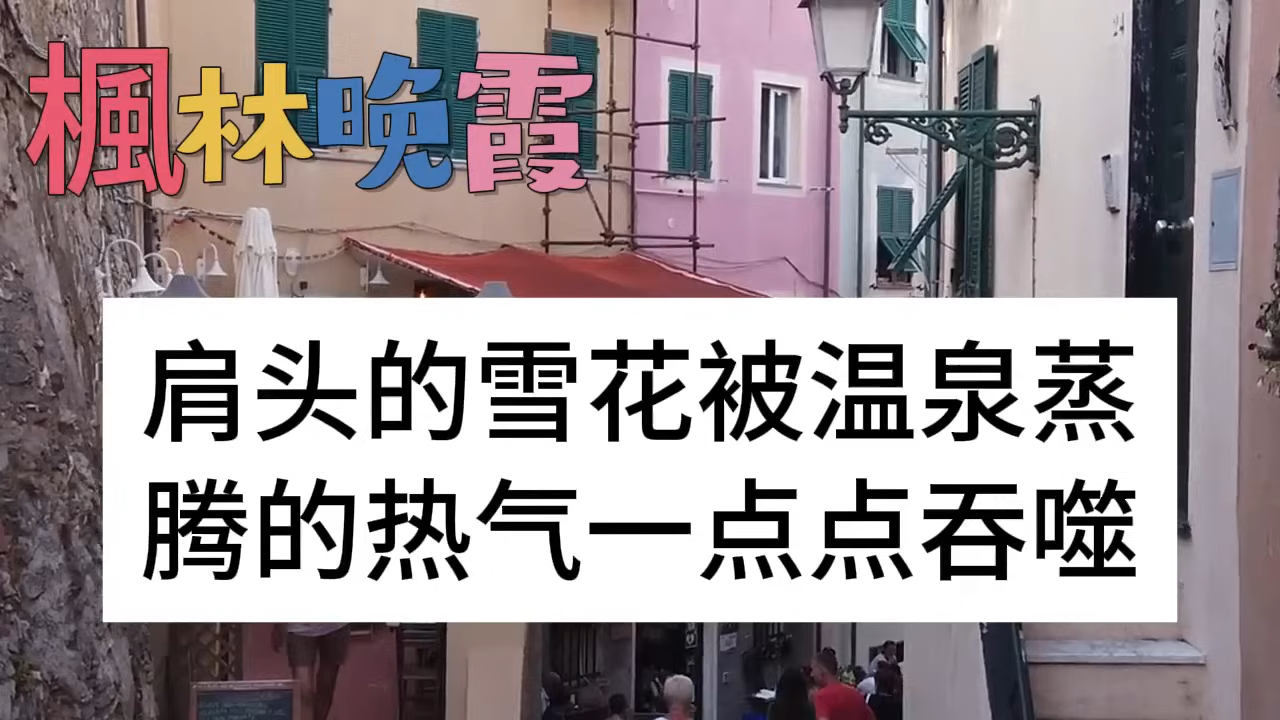 楓林晚霞
肩头的雪花被温泉蒸
腾的热气一点点吞噬